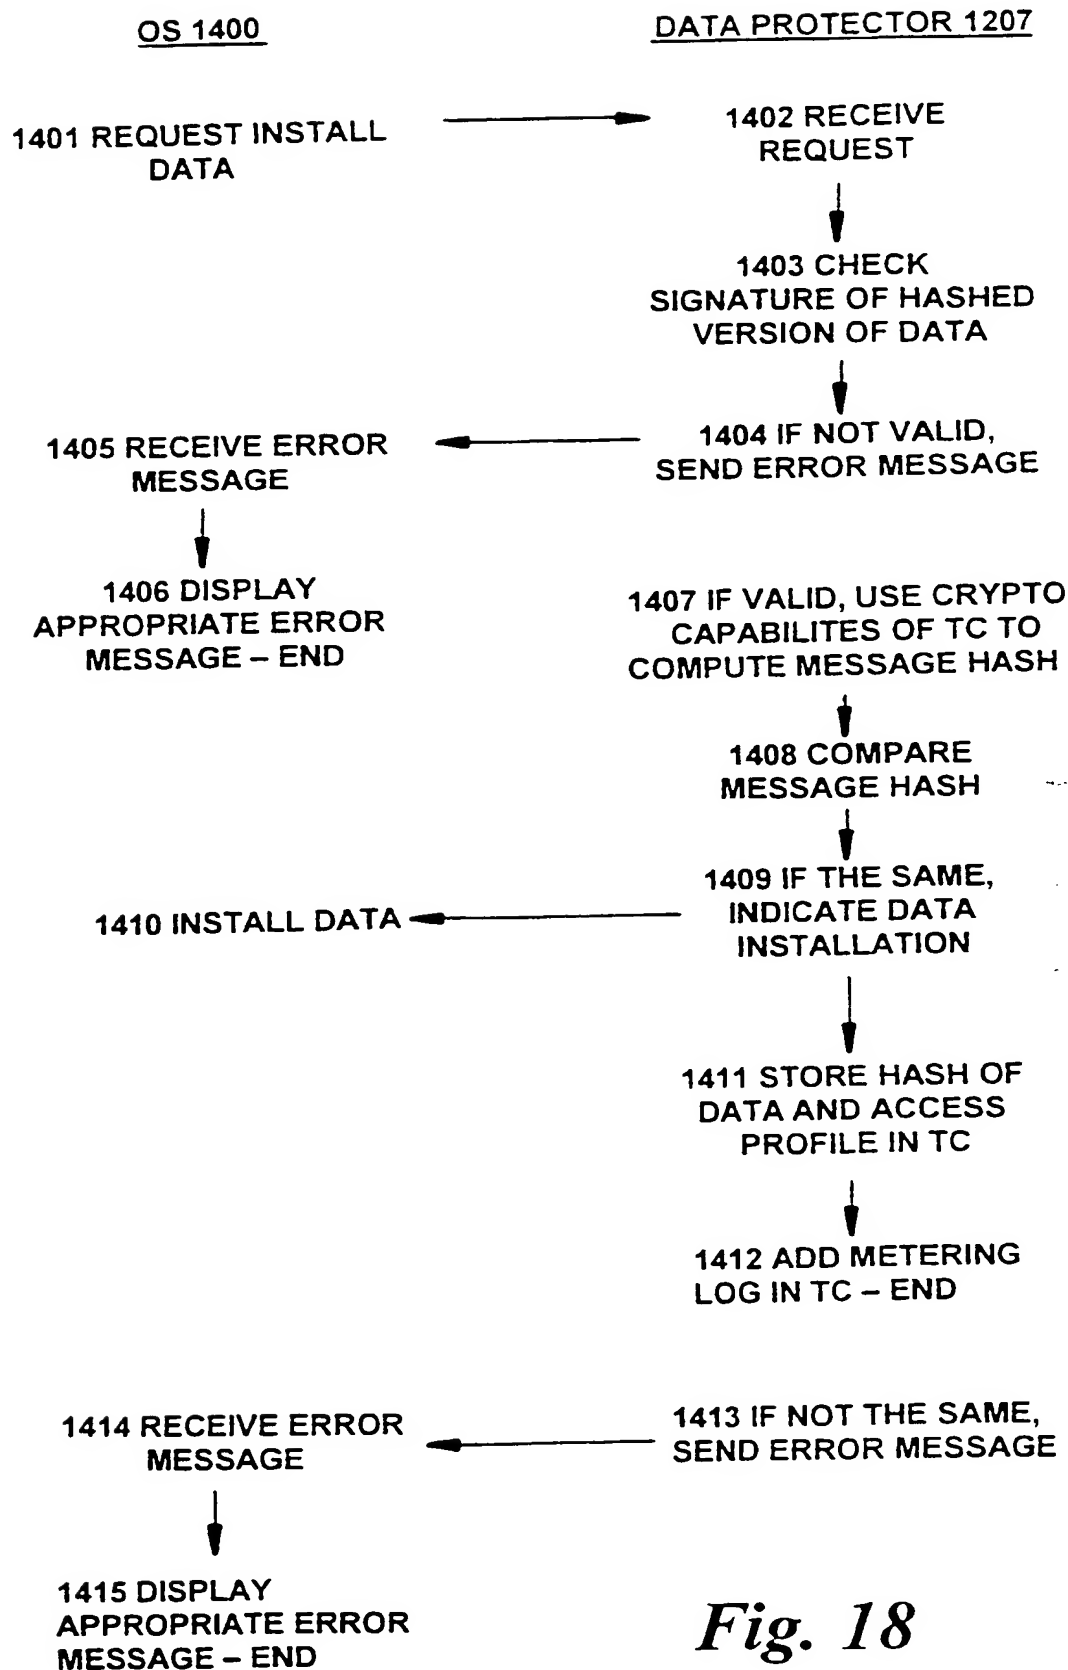 OS 1400
DATA PROTECTOR 1207
1401 REQUEST INSTALL
DATA
1402 RECEIVE
REQUEST
1403 CHECK
SIGNATURE OF HASHED
VERSION OF DATA
1404 IF NOT VALID,
SEND ERROR MESSAGE
1405 RECEIVE ERROR
MESSAGE
1406 DISPLAY
APPROPRIATE ERROR
MESSAGE – END
1407 IF VALID, USE CRYPTO
CAPABILITES OF TC TO
COMPUTE MESSAGE HASH
1408 COMPARE
MESSAGE HASH
1409 IF THE SAME,
INDICATE DATA
INSTALLATION
1410 INSTALL DATA
1411 STORE HASH OF
DATA AND ACCESS
PROFILE IN TC
1412 ADD METERING
LOG IN TC – END
1413 IF NOT THE SAME,
SEND ERROR MESSAGE
1414 RECEIVE ERROR
MESSAGE
1415 DISPLAY
APPROPRIATE ERROR
MESSAGE – END
Fig. 18